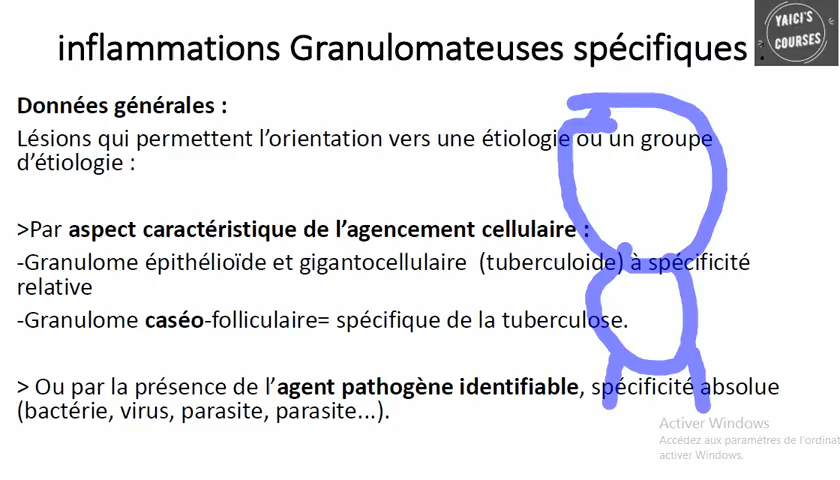 YAICI'S
COURSES
inflammations Granulomateuses spécifiques :
Données générales :
Lésions qui permettent l'orientation vers une étiologie ou un groupe
d'étiologie :
>Par aspect caractéristique de l'agencement cellulaire :
-Granulome épithélioïde et gigantocellulaire (tuberculoide) à spécificité
relative
-Granulome caséo-folliculaire= spécifique de la tuberculose.
> Ou par la présence de l'agent pathogène identifiable, spécificité absolue
(bactérie, virus, parasite, parasite...).
Activer Windows
Accédez aux paramètres de l'ordinat
activer Windows.